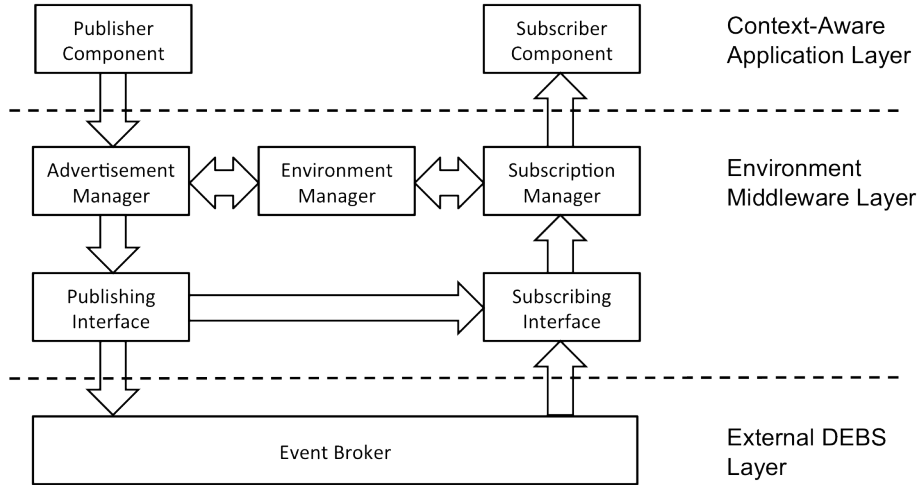 Publisher
Component
Subscriber
Component
Context-Aware
Application Layer
Advertisement
Manager
Environment
Manager
Subscription
Manager
Environment
Middleware Layer
Publishing
Interface
Subscribing
Interface
Event Broker
External DEBS
Layer